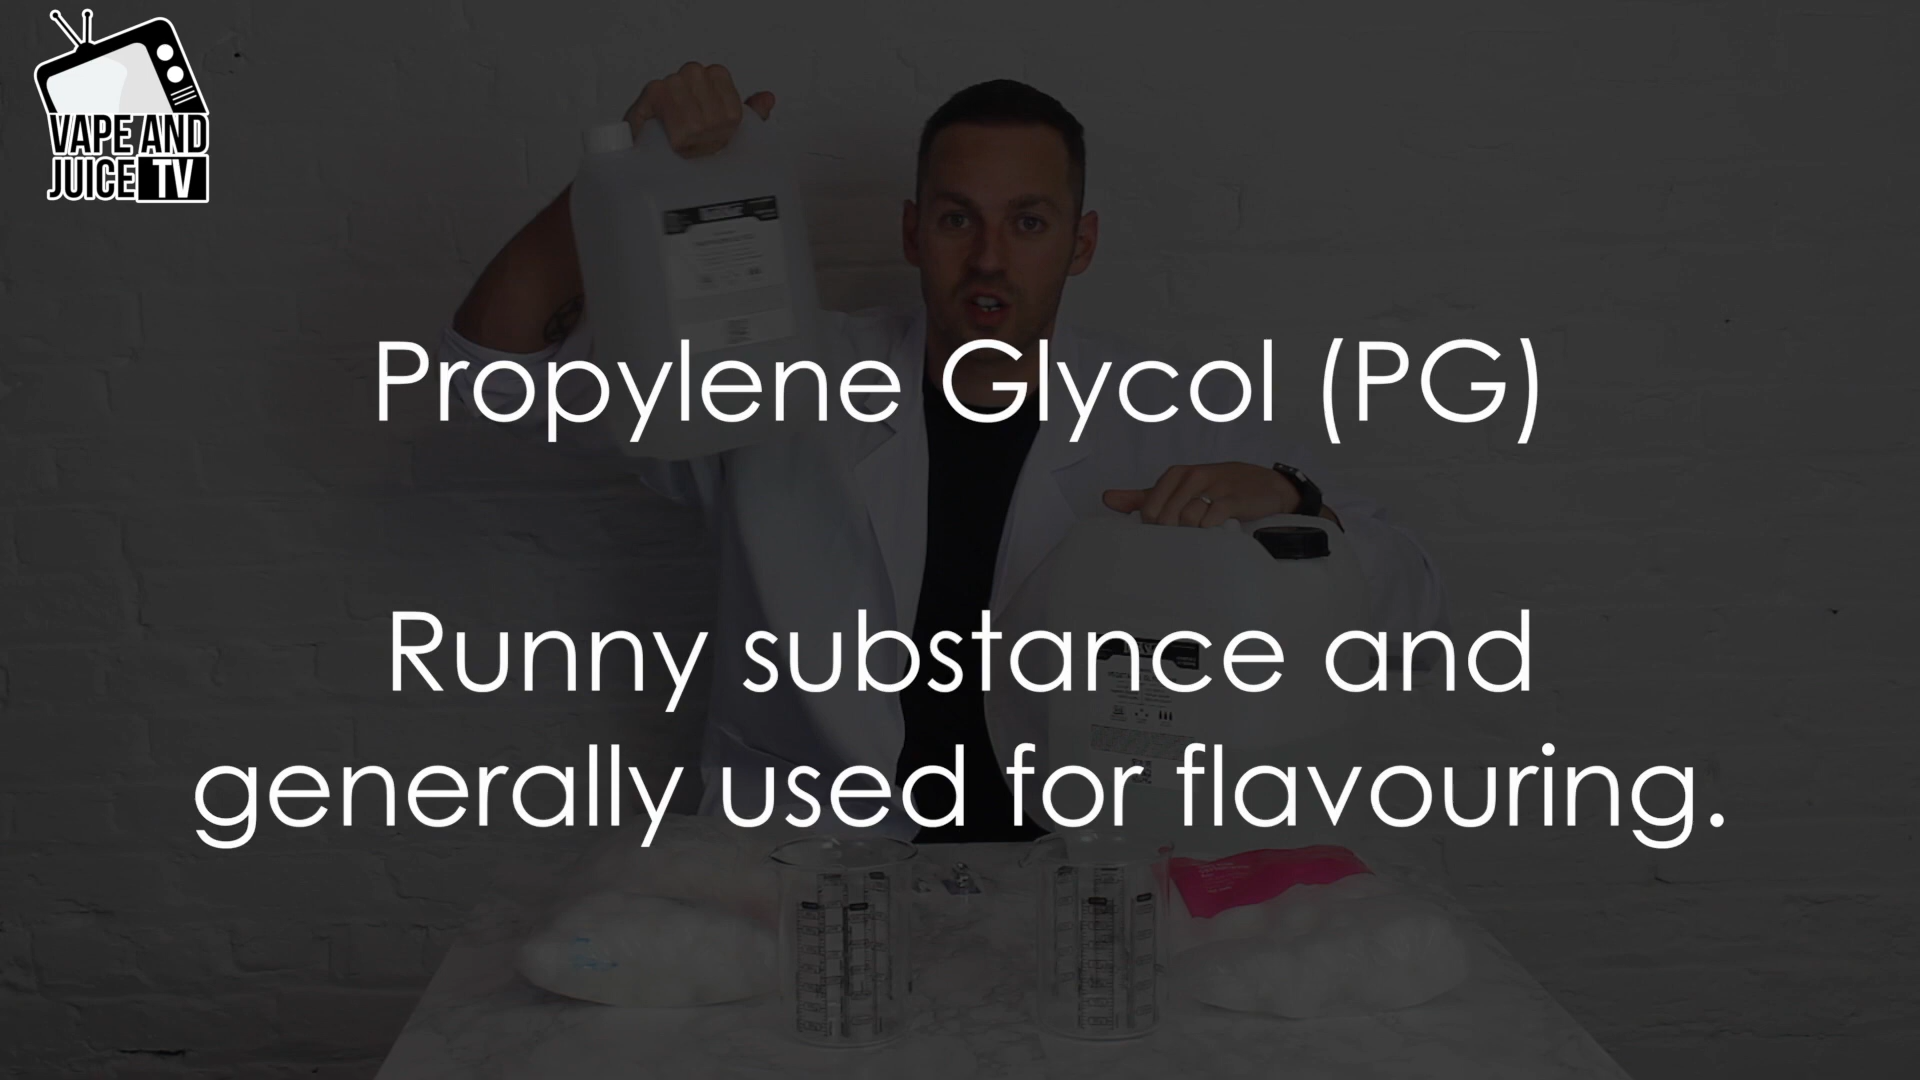 VAPE AND
JUICE TV
Propylene Glycol (PG)
Runny substance and
generally used for flavouring.